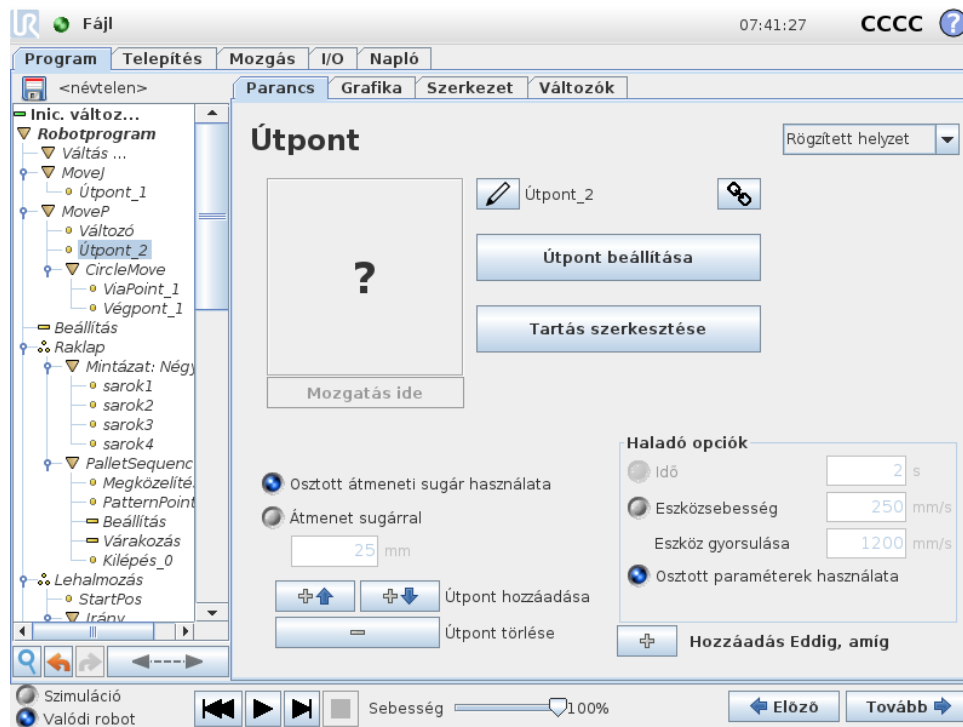 UR Fájl 07:41:27 CCCC ?
Program Telepítés Mozgás I/O Napló
<névtelen>
Parancs Grafika Szerkezet Változók
Inic. változ...
Robotprogram
Váltás ...
MoveJ
Útpont_1
MoveP
Változó
Útpont_2
CircleMove
ViaPoint_1
Végpont_1
Beállítás
Raklap
Mintázat: Négy
sarok1
sarok2
sarok3
sarok4
PalletSequenc
Megközelíté
PatternPoint
Beállítás
Várakozás
Kilépés_0
Lehalmozás
StartPos
Irány
Útpont
Rögzített helyzet
?
Mozgatás ide
Útpont_2
Útpont beállítása
Tartás szerkesztése
Osztott átmeneti sugár használata
Átmenet sugárral
25 mm
Útpont hozzáadása
Útpont törlése
Haladó opciók
Idő 2 s
Eszközsebesség 250 mm/s
Eszköz gyorsulása 1200 mm/s
Osztott paraméterek használata
Hozzáadás Eddig, amíg
Szimuláció
Valódi robot
Sebesség 100%
Előző
Tovább